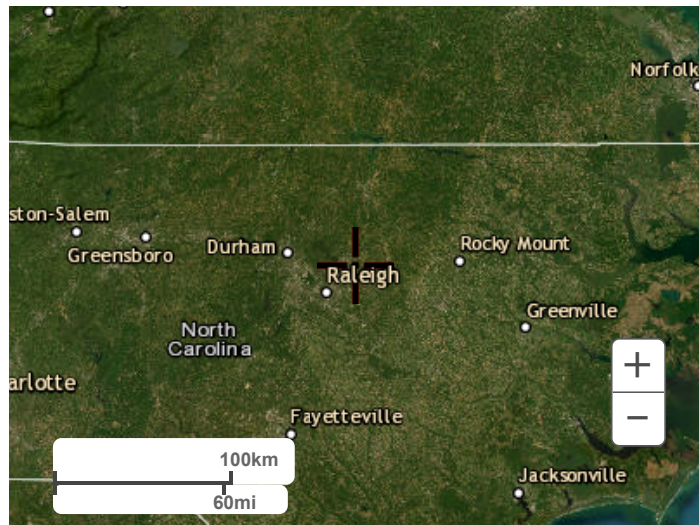 Norfolk
ston-Salem
Greensboro
Durham
Rocky Mount
Raleigh
Greenville
North
Carolina
arlotte
Fayetteville
100km
60mi
Jacksonville
+
−